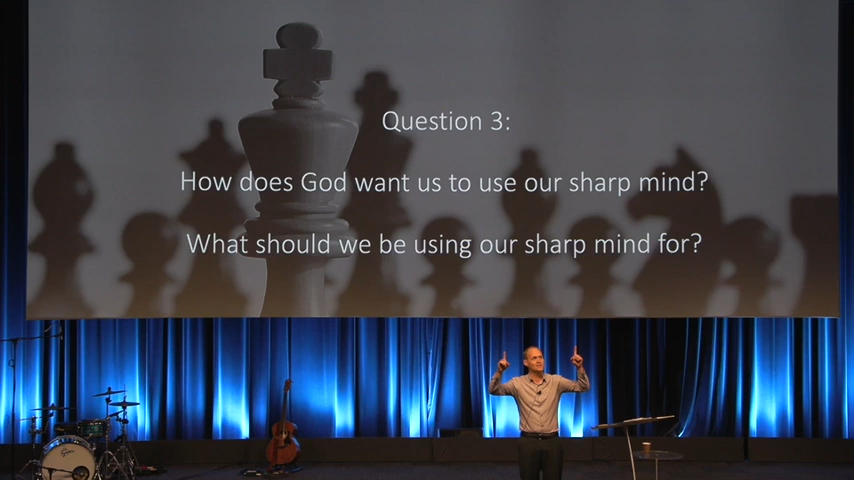 Question 3:
How does God want us to use our sharp mind?
What should we be using our sharp mind for?